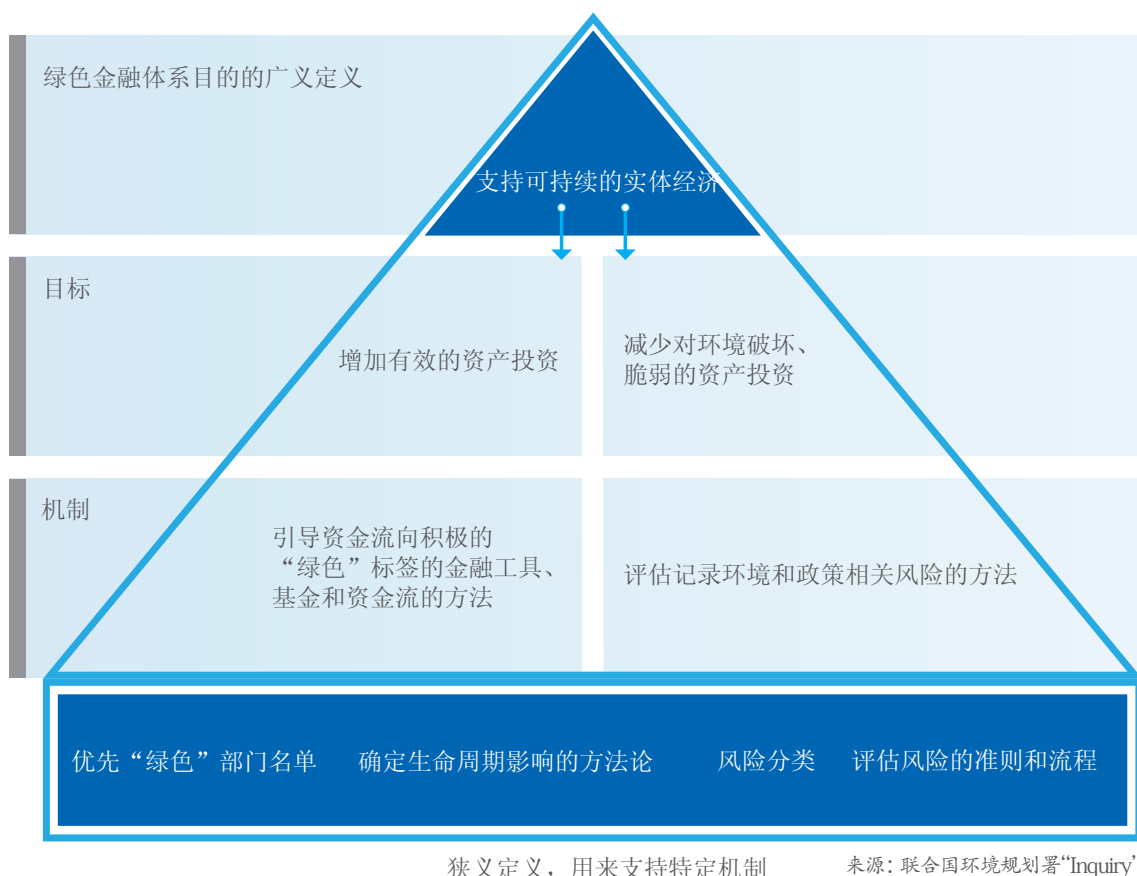 绿色金融体系目的的广义定义
支持可持续的实体经济
目标
增加有效的资产投资
减少对环境破坏、
脆弱的资产投资
机制
引导资金流向积极的
“绿色”标签的金融工具、
基金和资金流的方法
评估记录环境和政策相关风险的方法
优先“绿色”部门名单
确定生命周期影响的方法论
风险分类
评估风险的准则和流程
狭义定义，用来支持特定机制
来源：联合国环境规划署“Inquiry”